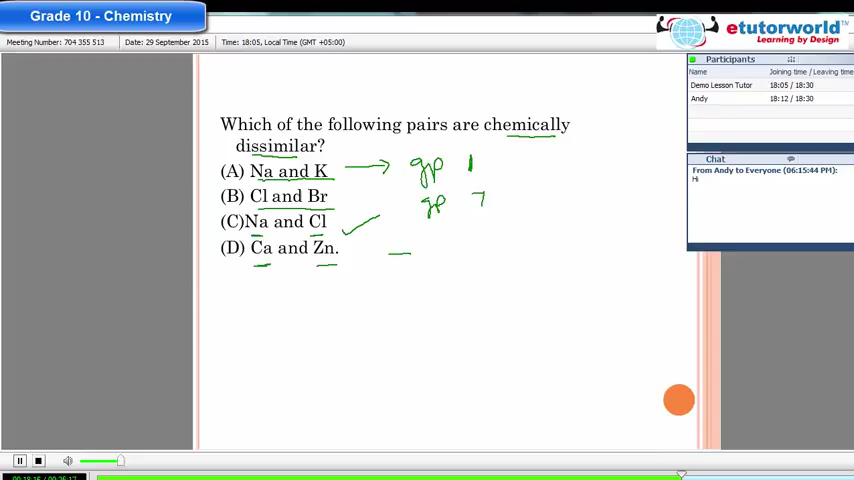 Grade 10 - Chemistry
etutorworld™
Learning by Design
Meeting Number: 704 355 513 Date: 29 September 2015 Time: 18:05, Local Time (GMT +05:00)
Participants
Name Joining time / Leaving time
Demo Lesson Tutor 18:05 / 18:30
Andy 18:12 / 18:30
Chat
From Andy to Everyone (06:15:44 PM):
Hi
Which of the following pairs are chemically
dissimilar?
(A) Na and K → gp 1
(B) Cl and Br gp 7
(C)Na and Cl ✓
(D) Ca and Zn.